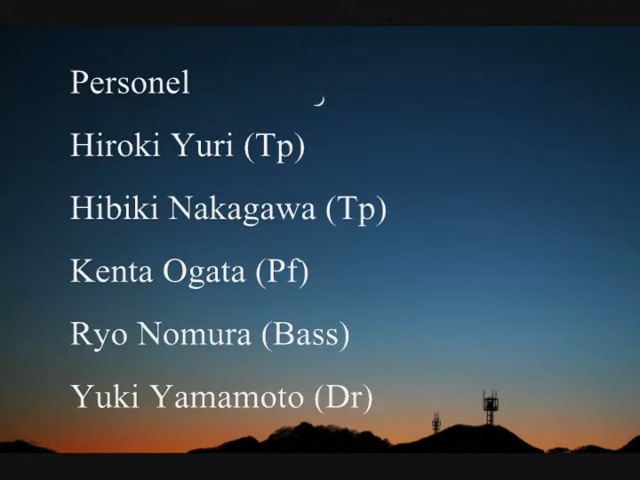 Personel
Hiroki Yuri (Tp)
Hibiki Nakagawa (Tp)
Kenta Ogata (Pf)
Ryo Nomura (Bass)
Yuki Yamamoto (Dr)